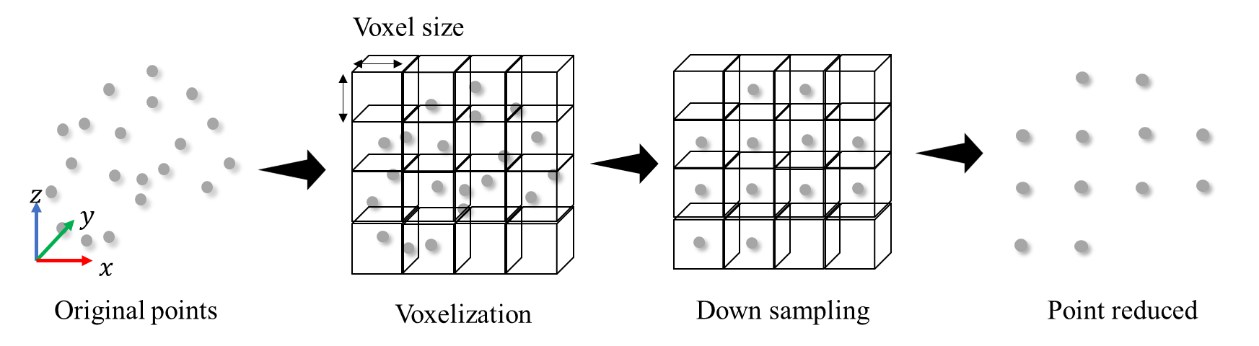 Voxel size
z
y
x
Original points
Voxelization
Down sampling
Point reduced